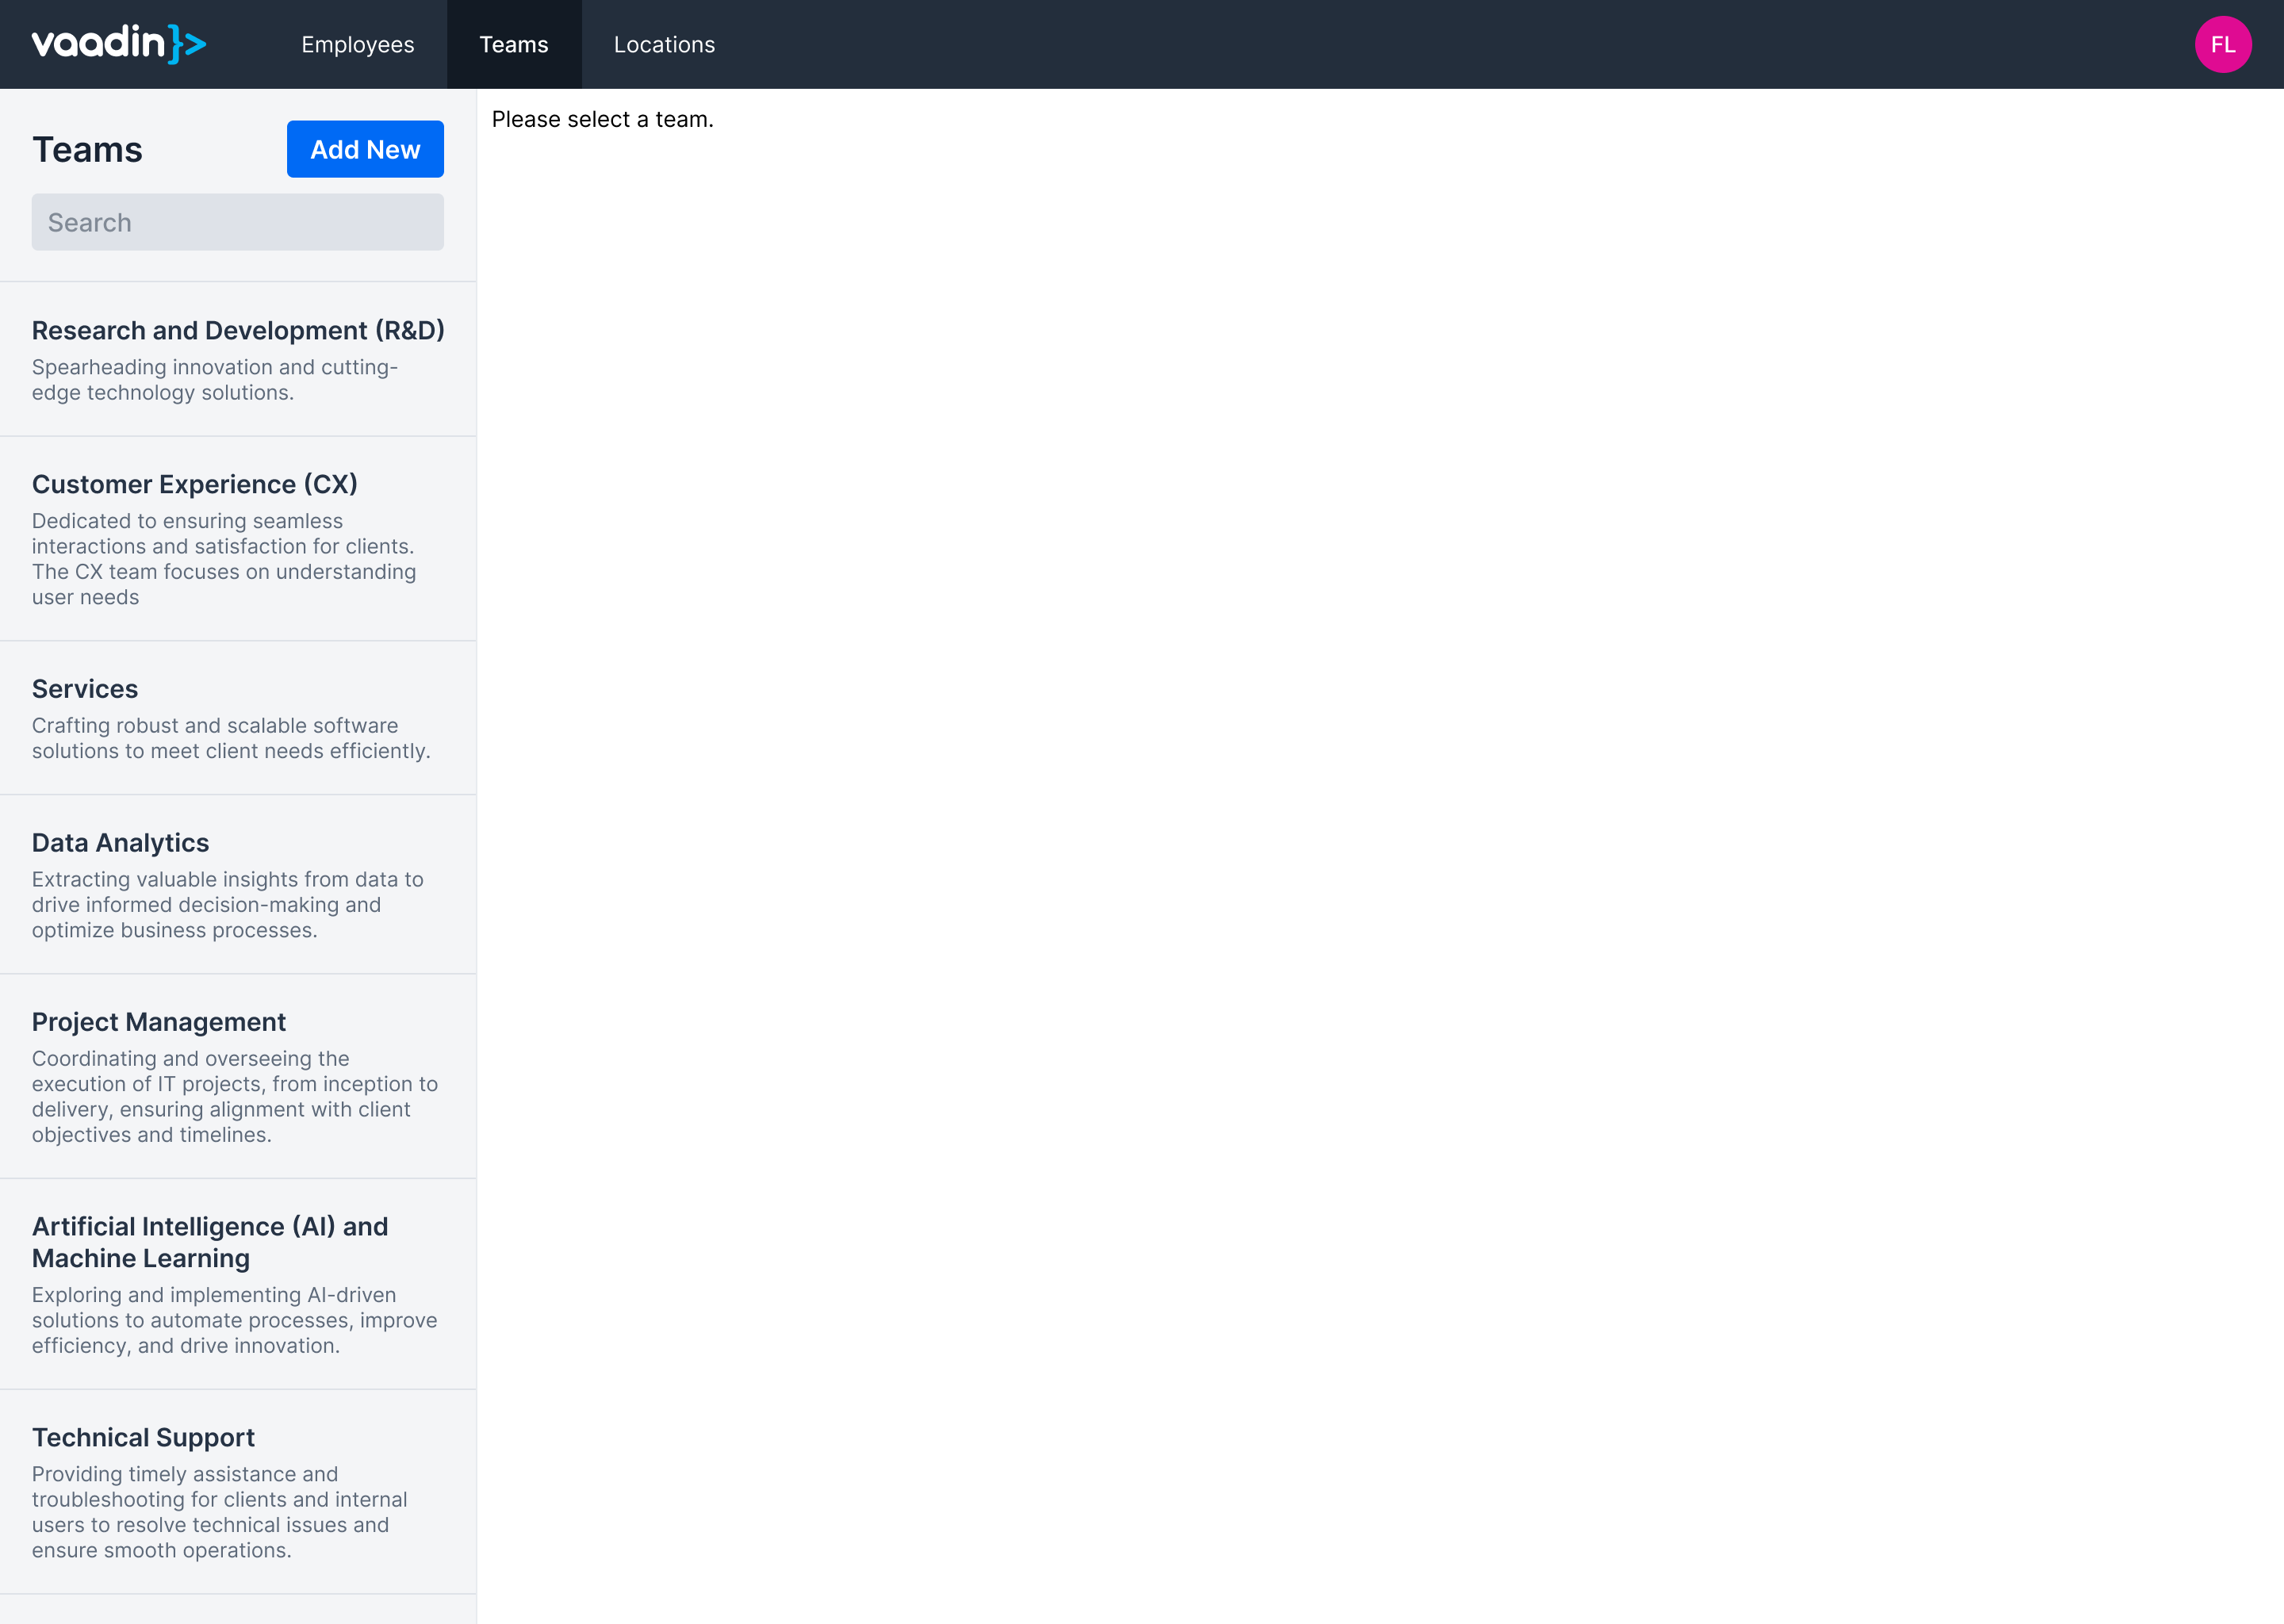 vaadin}>
Employees
Teams
Locations
FL
Teams
Add New
Search
Please select a team.
Research and Development (R&D)
Spearheading innovation and cutting-
edge technology solutions.
Customer Experience (CX)
Dedicated to ensuring seamless
interactions and satisfaction for clients.
The CX team focuses on understanding
user needs
Services
Crafting robust and scalable software
solutions to meet client needs efficiently.
Data Analytics
Extracting valuable insights from data to
drive informed decision-making and
optimize business processes.
Project Management
Coordinating and overseeing the
execution of IT projects, from inception to
delivery, ensuring alignment with client
objectives and timelines.
Artificial Intelligence (AI) and
Machine Learning
Exploring and implementing AI-driven
solutions to automate processes, improve
efficiency, and drive innovation.
Technical Support
Providing timely assistance and
troubleshooting for clients and internal
users to resolve technical issues and
ensure smooth operations.